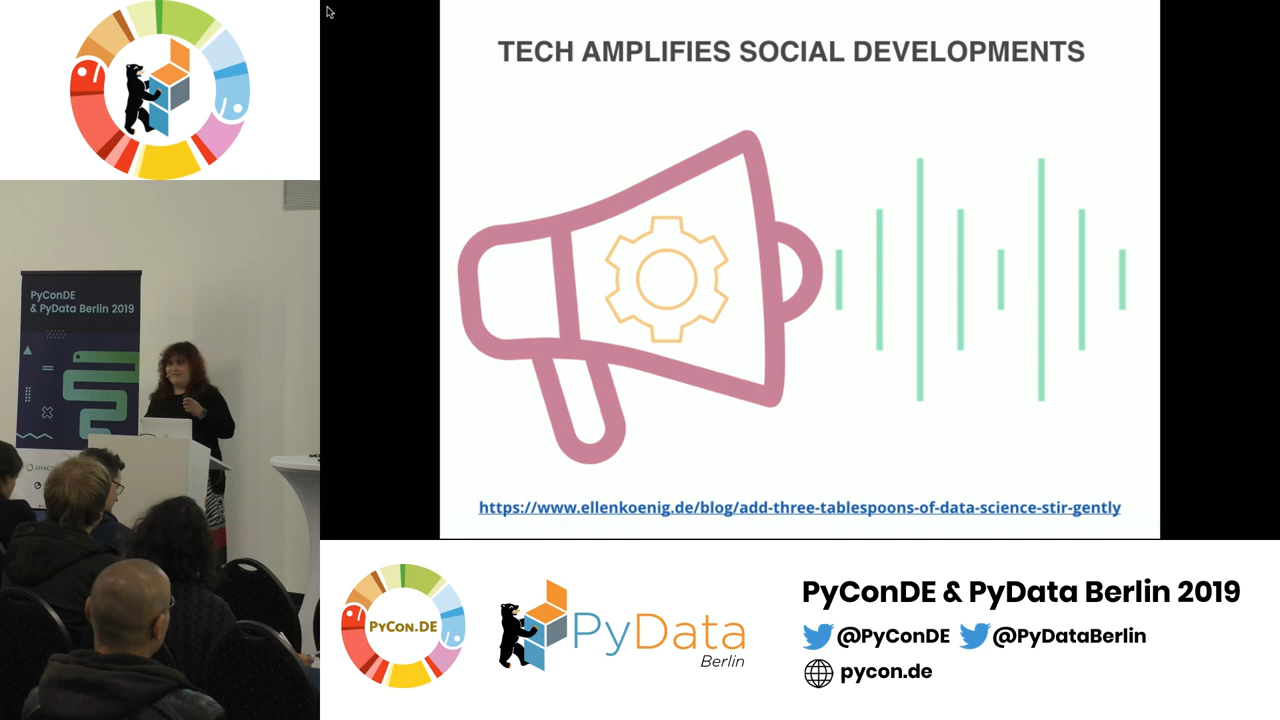 TECH AMPLIFIES SOCIAL DEVELOPMENTS
https://www.ellenkoenig.de/blog/add-three-tablespoons-of-data-science-stir-gently
PyConDE
& PyData Berlin 2019
PYCON.DE
PyData
Berlin
PyConDE & PyData Berlin 2019
@PyConDE @PyDataBerlin
pycon.de